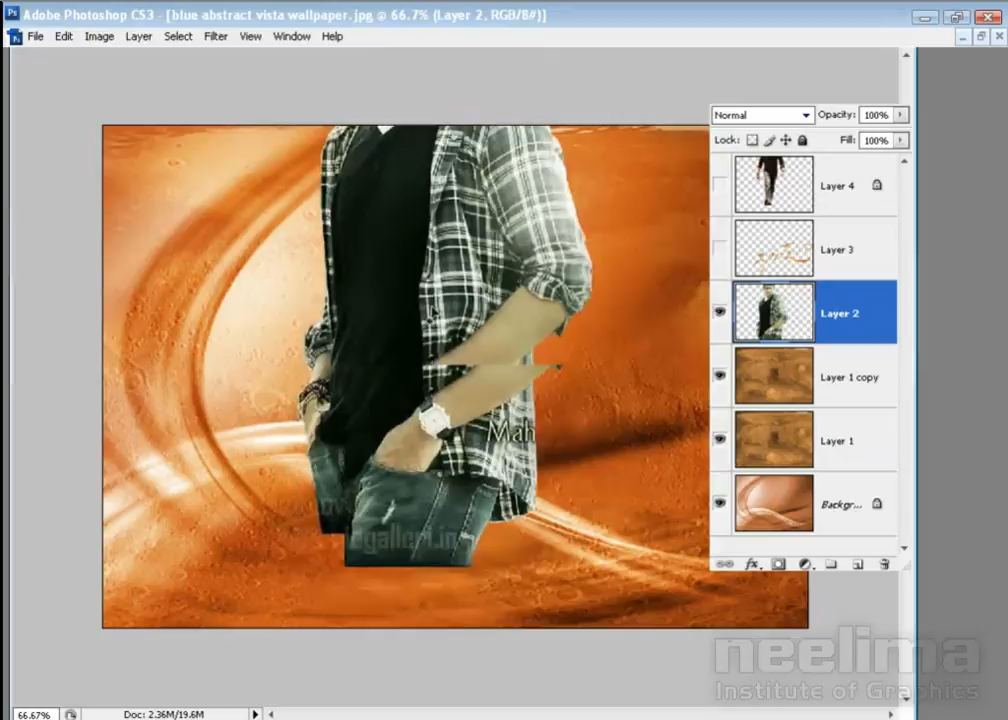 Adobe Photoshop CS3 - [blue abstract vista wallpaper.jpg @ 66.7% (Layer 2, RGB/8#)]
File Edit Image Layer Select Filter View Window Help
Normal Opacity: 100%
Lock: Fill: 100%
Layer 4
Layer 3
Layer 2
Layer 1 copy
Layer 1
Backgr...
Mah
neelima
Institute of Graphics
66.67% Doc: 2.36M/19.6M